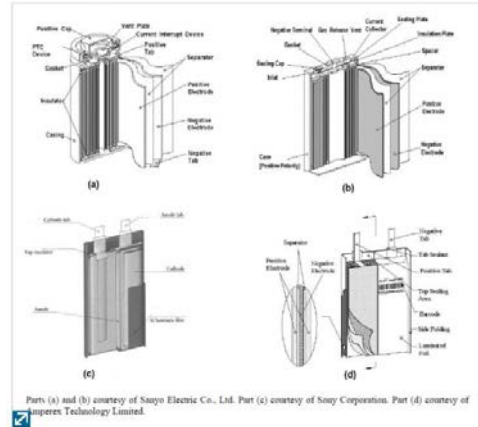 Positive Cap
Vent Plate
Current Interrupt Device
PTC
Device
Positive
Tab
Gasket
Separator
Insulator
Positive
Electrode
Casing
Negative
Electrode
Negative
Tab
(a)
Negative Terminal
Gas Release Vent
Current
Collector
Sealing Plate
Gasket
Insulation Plate
Sealing Cap
Spacer
Inlet
Separator
Positive
Electrode
Negative
Electrode
Case
(Positive Polarity)
(b)
Cathode tab
Anode tab
Top insulator
Cathode
Anode
(c)
Separator
Positive
Electrode
Negative
Electrode
Negative
Tab
Tab Sealant
Positive Tab
Top Sealing
Area
Barcode
Side Folding
Laminated
Foil
(d)
Parts (a) and (b) courtesy of Sanyo Electric Co., Ltd. Part (c) courtesy of Sony Corporation. Part (d) courtesy of
Amperex Technology Limited.